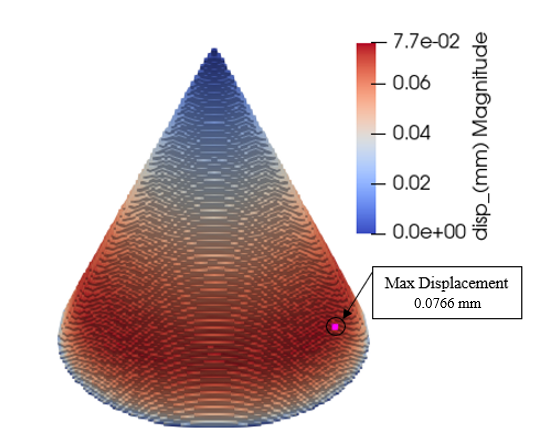 7.7e-02
0.06
0.04
0.02
0.0e+00
disp_(mm) Magnitude
Max Displacement
0.0766 mm